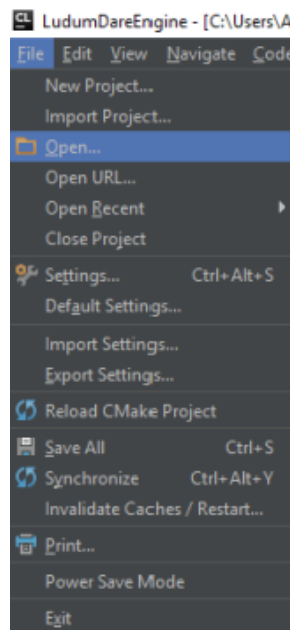 CL LudumDareEngine - [C:\Users\A
File Edit View Navigate Code
New Project...
Import Project...
Open...
Open URL...
Open Recent
Close Project
Settings... Ctrl+Alt+S
Default Settings...
Import Settings...
Export Settings...
Reload CMake Project
Save All Ctrl+S
Synchronize Ctrl+Alt+Y
Invalidate Caches / Restart...
Print...
Power Save Mode
Exit